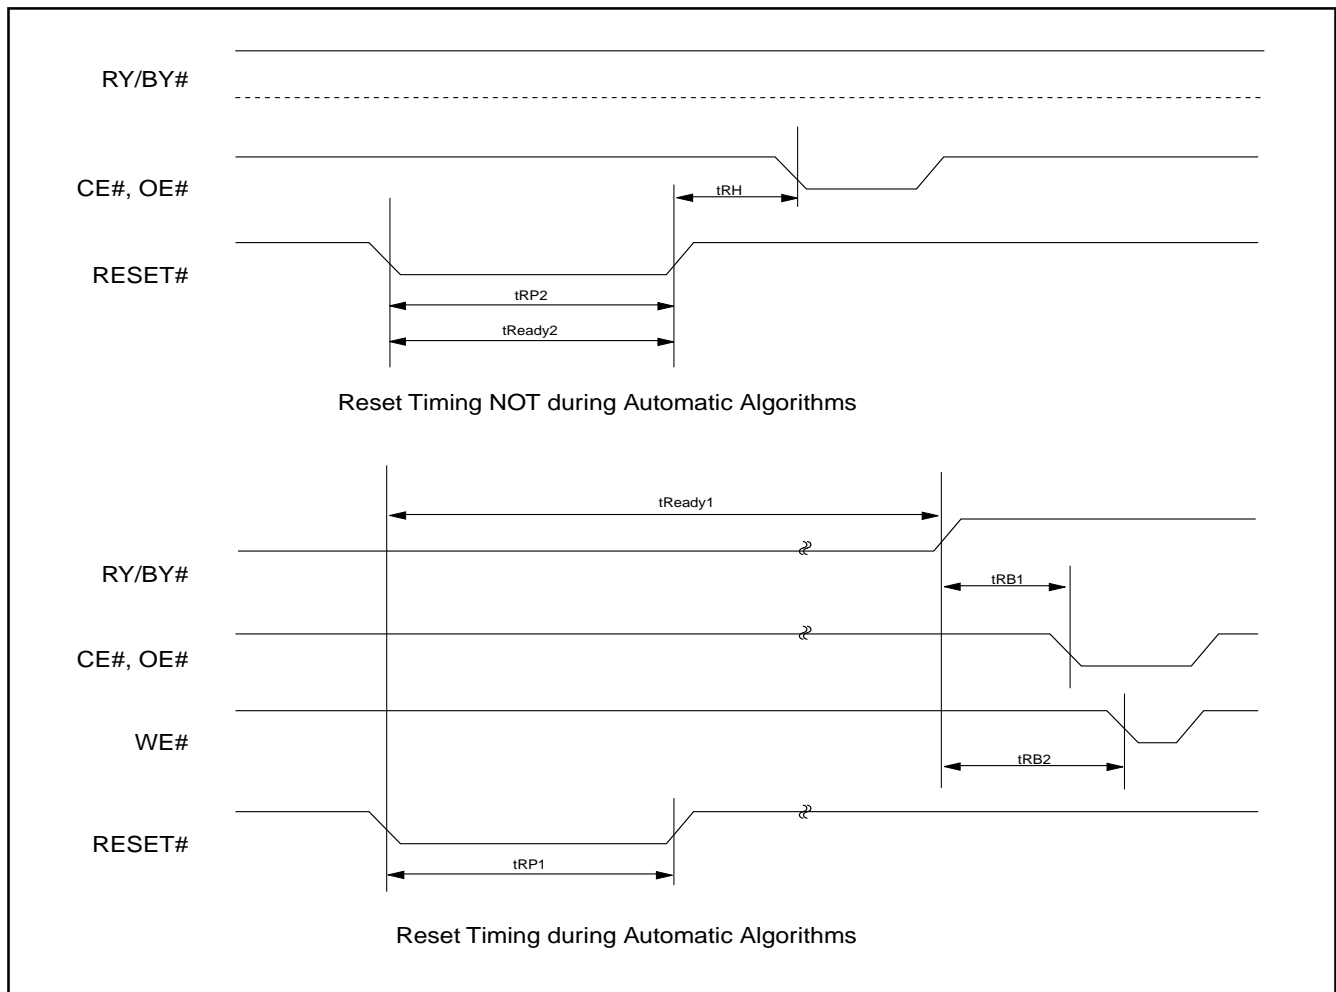 RY/BY#
CE#, OE#
tRH
RESET#
tRP2
tReady2
Reset Timing NOT during Automatic Algorithms
tReady1
RY/BY#
tRB1
CE#, OE#
WE#
tRB2
RESET#
tRP1
Reset Timing during Automatic Algorithms